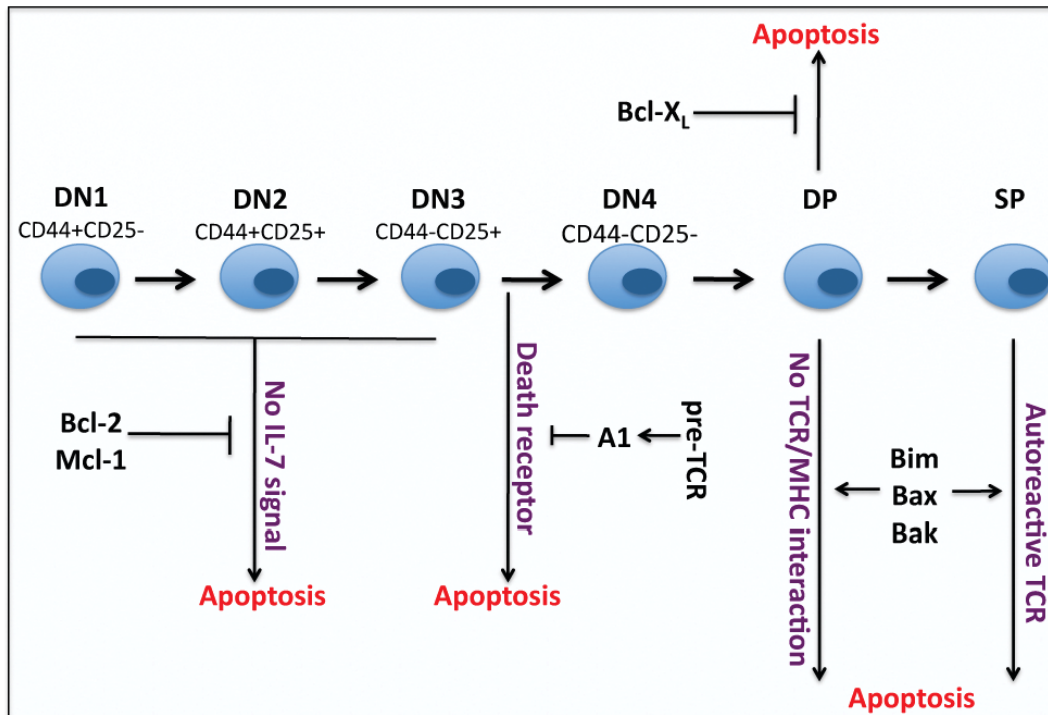 Apoptosis
Bcl-XL
DN1
CD44+CD25-
DN2
CD44+CD25+
DN3
CD44-CD25+
DN4
CD44-CD25-
DP
SP
Bcl-2
Mcl-1
No IL-7 signal
Apoptosis
Death receptor
A1
pre-TCR
Apoptosis
No TCR/MHC interaction
Bim
Bax
Bak
Autoreactive TCR
Apoptosis